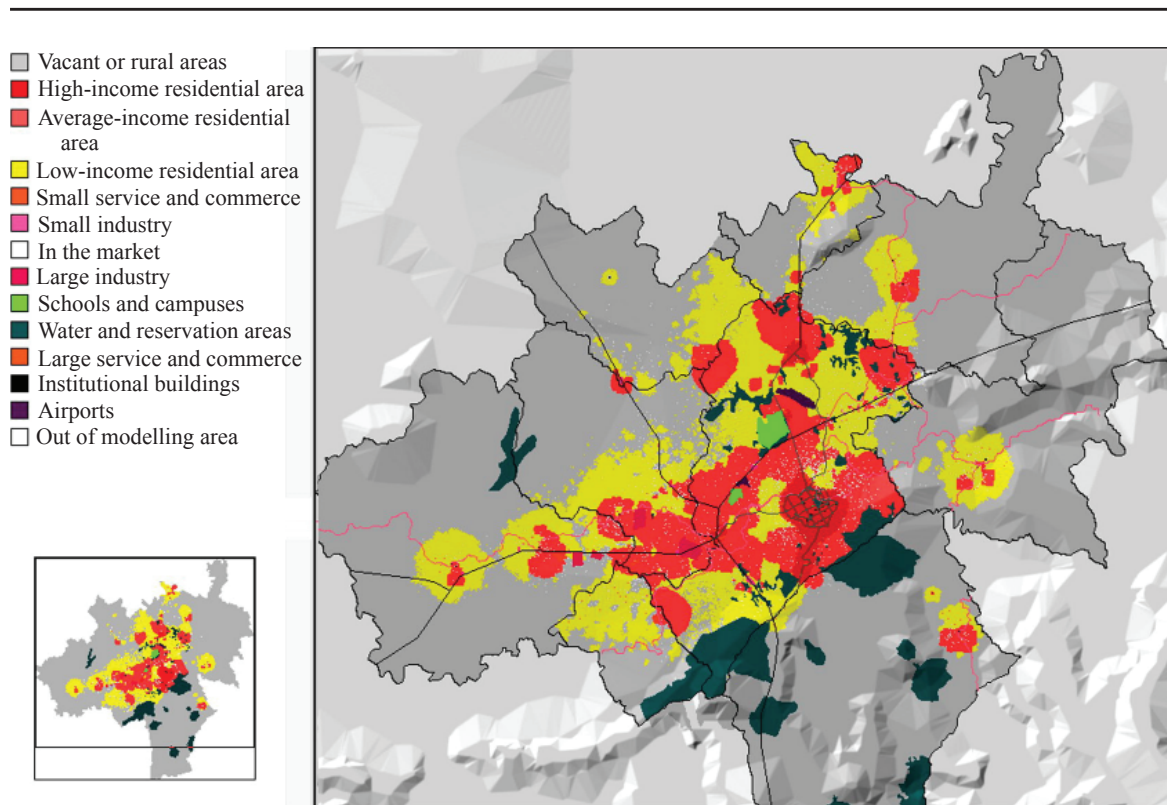 Vacant or rural areas
High-income residential area
Average-income residential
area
Low-income residential area
Small service and commerce
Small industry
In the market
Large industry
Schools and campuses
Water and reservation areas
Large service and commerce
Institutional buildings
Airports
Out of modelling area